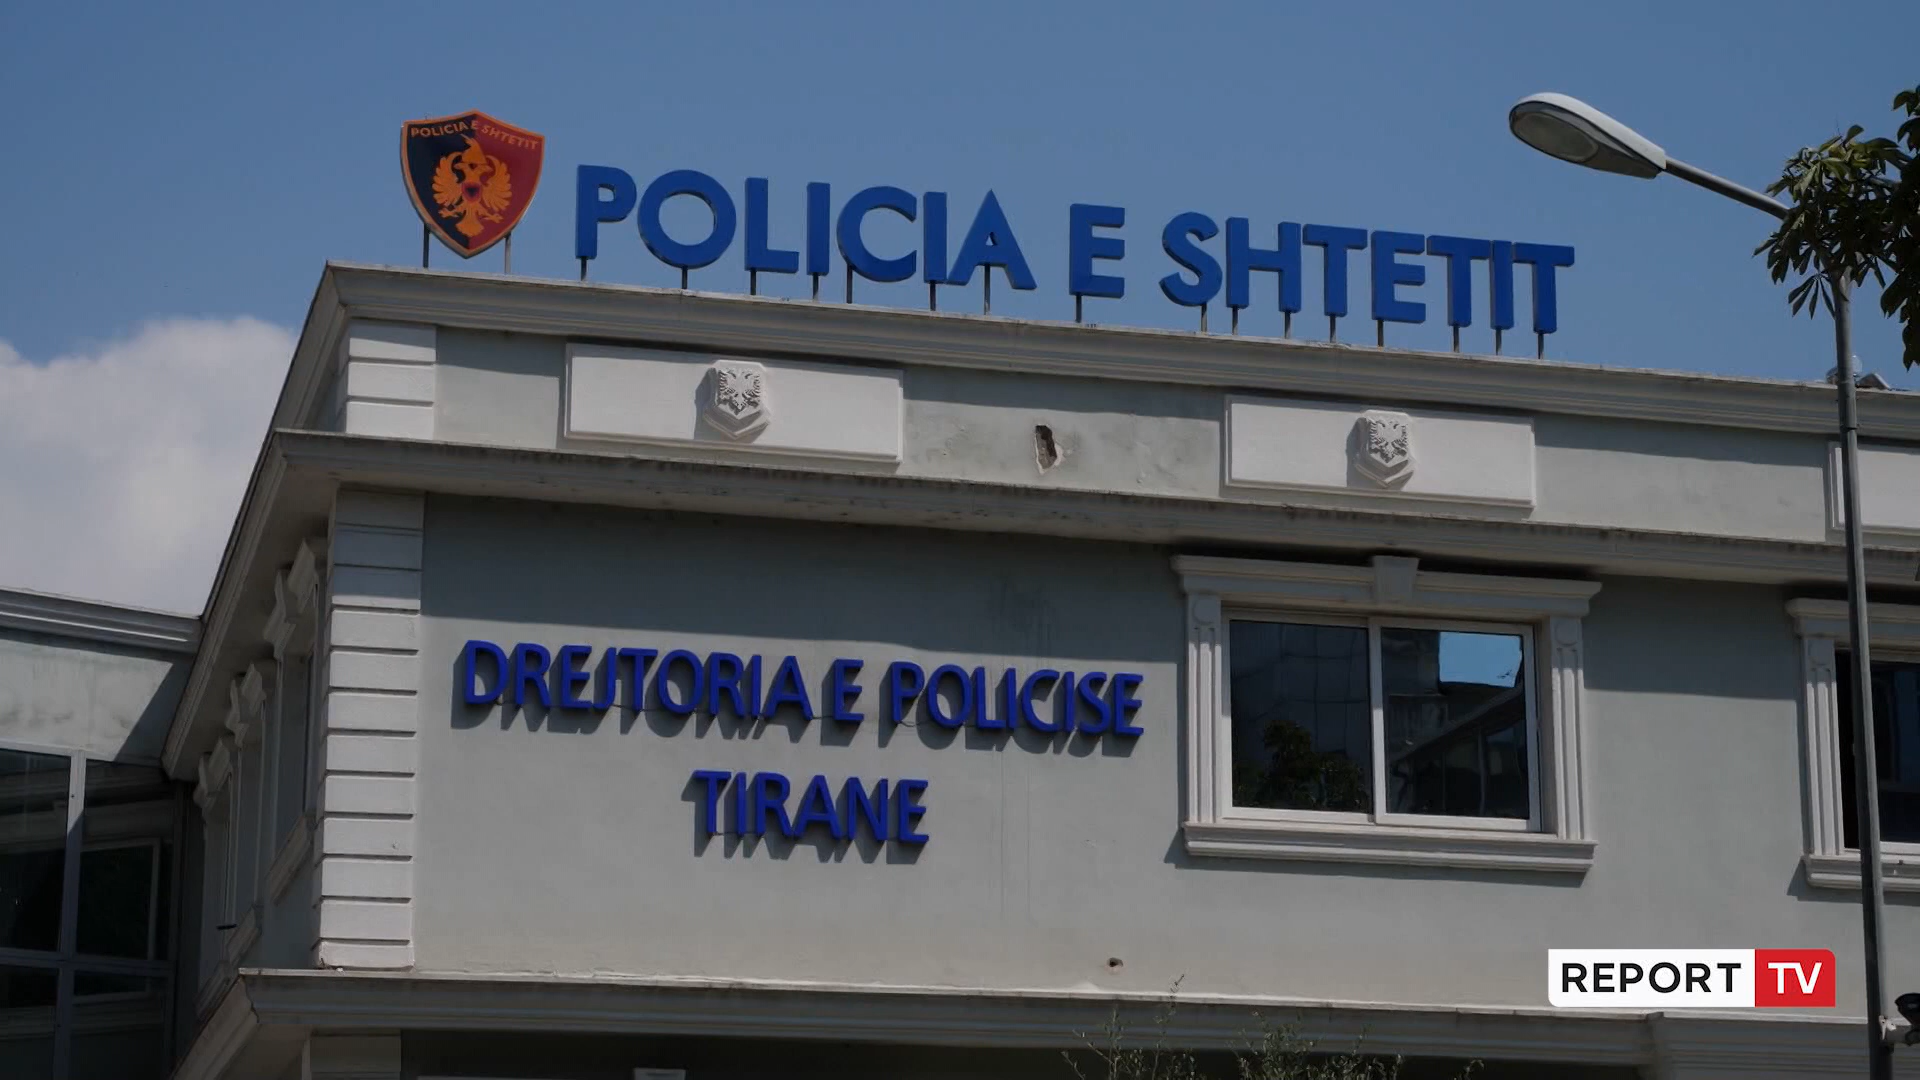 POLICIA E SHTETIT
POLICIA E SHTETIT
DREJTORIA E POLICISE
TIRANE
REPORT TV